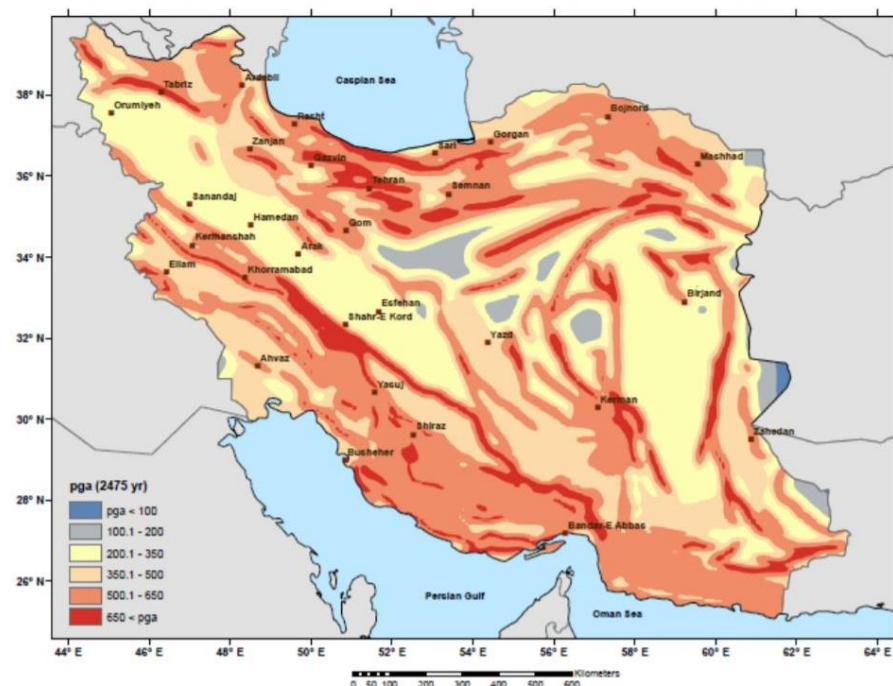 Caspian Sea
38° N
Ardebil
Tabriz
Orumiyeh
Rasht
Bojnord
Zanjan
Sari
Gorgan
Qazvin
Mashhad
36° N
Tehran
Semnan
Sanandaj
Hamedan
Qom
Kermanshah
34° N
Arak
Ellam
Khorramabad
Birjand
Esfehan
Shahr-E Kord
32° N
Yazd
Ahvaz
Yasuj
Kerman
30° N
Shiraz
Zahedan
Busheher
pga (2475 yr)
28° N
pga < 100
100.1 - 200
Bandar-E Abbas
200.1 - 350
350.1 - 500
26° N
500.1 - 650
Persian Gulf
650 < pga
Oman Sea
44° E 46° E 48° E 50° E 52° E 54° E 56° E 58° E 60° E 62° E 64° E
Kilometers
0 50 100 200 300 400 500 600